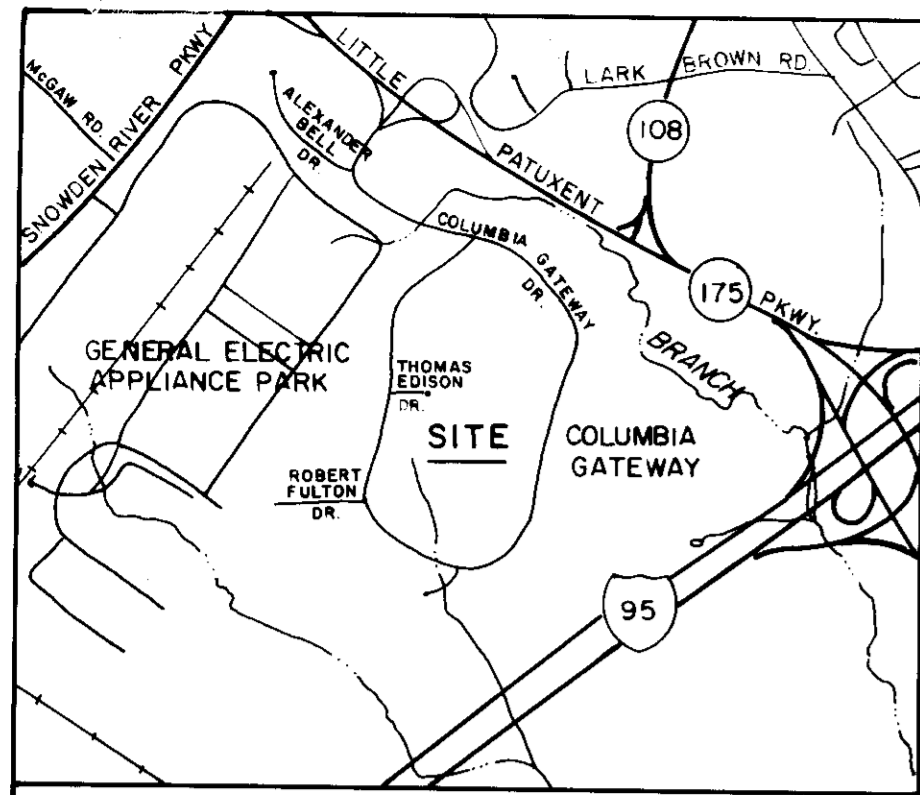 SNOWDEN RIVER PKWY
McGAW RD.
LITTLE PATUXENT PKWY.
LARK BROWN RD.
108
ALEXANDER
BELL
DR.
COLUMBIA GATEWAY
DR.
175
BRANCH
GENERAL ELECTRIC
APPLIANCE PARK
THOMAS
EDISON
DR.
SITE
COLUMBIA
GATEWAY
ROBERT
FULTON
DR.
95